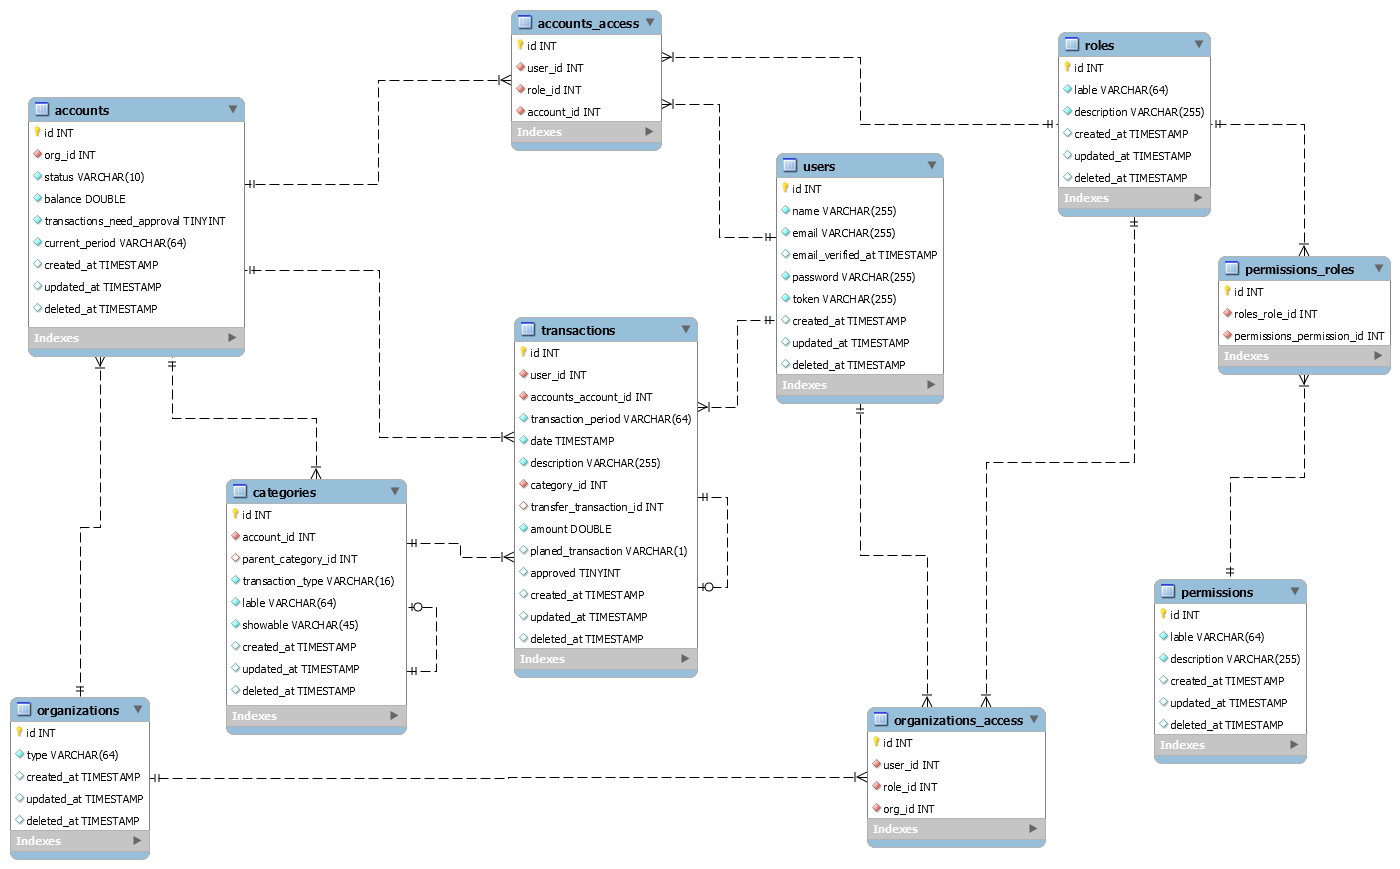 accounts_access
id INT
user_id INT
role_id INT
account_id INT
Indexes
roles
id INT
lable VARCHAR(64)
description VARCHAR(255)
created_at TIMESTAMP
updated_at TIMESTAMP
deleted_at TIMESTAMP
Indexes
accounts
id INT
org_id INT
status VARCHAR(10)
balance DOUBLE
transactions_need_approval TINYINT
current_period VARCHAR(64)
created_at TIMESTAMP
updated_at TIMESTAMP
deleted_at TIMESTAMP
Indexes
users
id INT
name VARCHAR(255)
email VARCHAR(255)
email_verified_at TIMESTAMP
password VARCHAR(255)
token VARCHAR(255)
created_at TIMESTAMP
updated_at TIMESTAMP
deleted_at TIMESTAMP
Indexes
permissions_roles
id INT
roles_role_id INT
permissions_permission_id INT
Indexes
transactions
id INT
user_id INT
accounts_account_id INT
transaction_period VARCHAR(64)
date TIMESTAMP
description VARCHAR(255)
category_id INT
transfer_transaction_id INT
amount DOUBLE
planed_transaction VARCHAR(1)
approved TINYINT
created_at TIMESTAMP
updated_at TIMESTAMP
deleted_at TIMESTAMP
Indexes
categories
id INT
account_id INT
parent_category_id INT
transaction_type VARCHAR(16)
lable VARCHAR(64)
showable VARCHAR(45)
created_at TIMESTAMP
updated_at TIMESTAMP
deleted_at TIMESTAMP
Indexes
permissions
id INT
lable VARCHAR(64)
description VARCHAR(255)
created_at TIMESTAMP
updated_at TIMESTAMP
deleted_at TIMESTAMP
Indexes
organizations
id INT
type VARCHAR(64)
created_at TIMESTAMP
updated_at TIMESTAMP
deleted_at TIMESTAMP
Indexes
organizations_access
id INT
user_id INT
role_id INT
org_id INT
Indexes